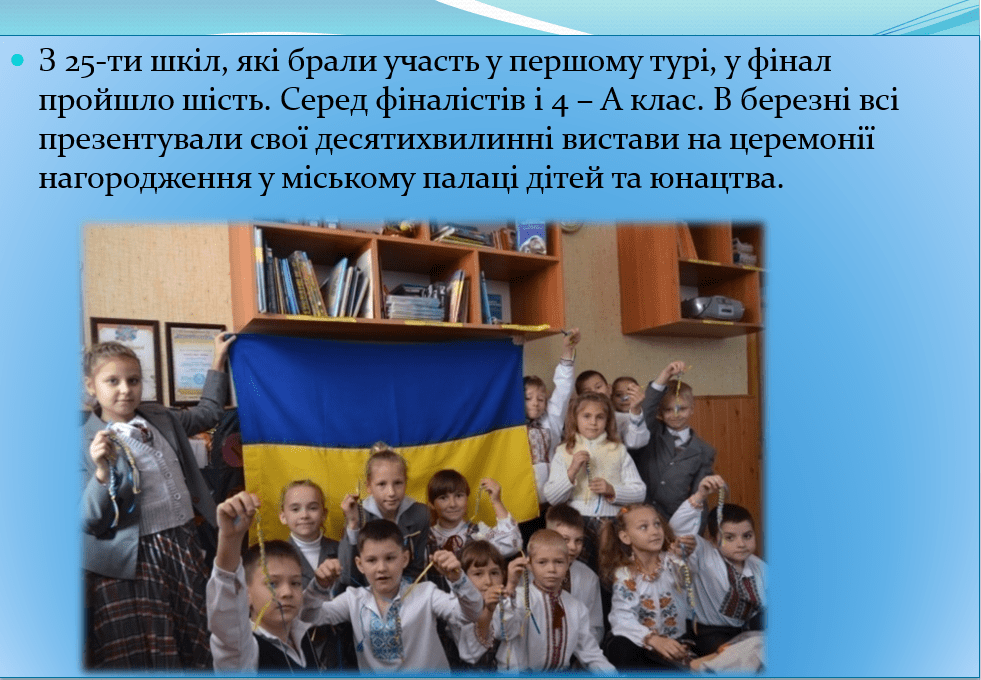 З 25-ти шкіл, які брали участь у першому турі, у фінал
пройшло шість. Серед фіналістів і 4 – А клас. В березні всі
презентували свої десятихвилинні вистави на церемонії
нагородження у міському палаці дітей та юнацтва.